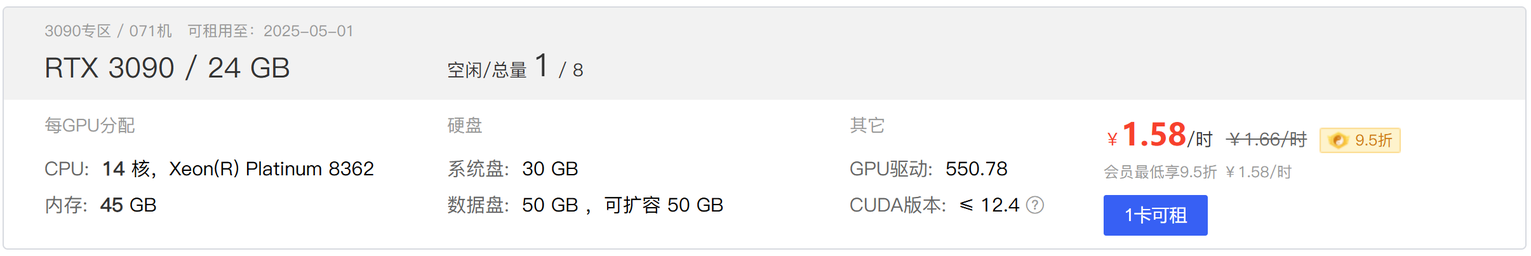 3090专区 / 071机 可租用至：2025-05-01
RTX 3090 / 24 GB
空闲/总量 1 / 8
每GPU分配
CPU: 14 核，Xeon(R) Platinum 8362
内存: 45 GB
硬盘
系统盘: 30 GB
数据盘: 50 GB ，可扩容 50 GB
其它
GPU驱动: 550.78
CUDA版本: ≤ 12.4 ?
￥1.58/时 ￥1.66/时 9.5折
会员最低享9.5折 ￥1.58/时
1卡可租